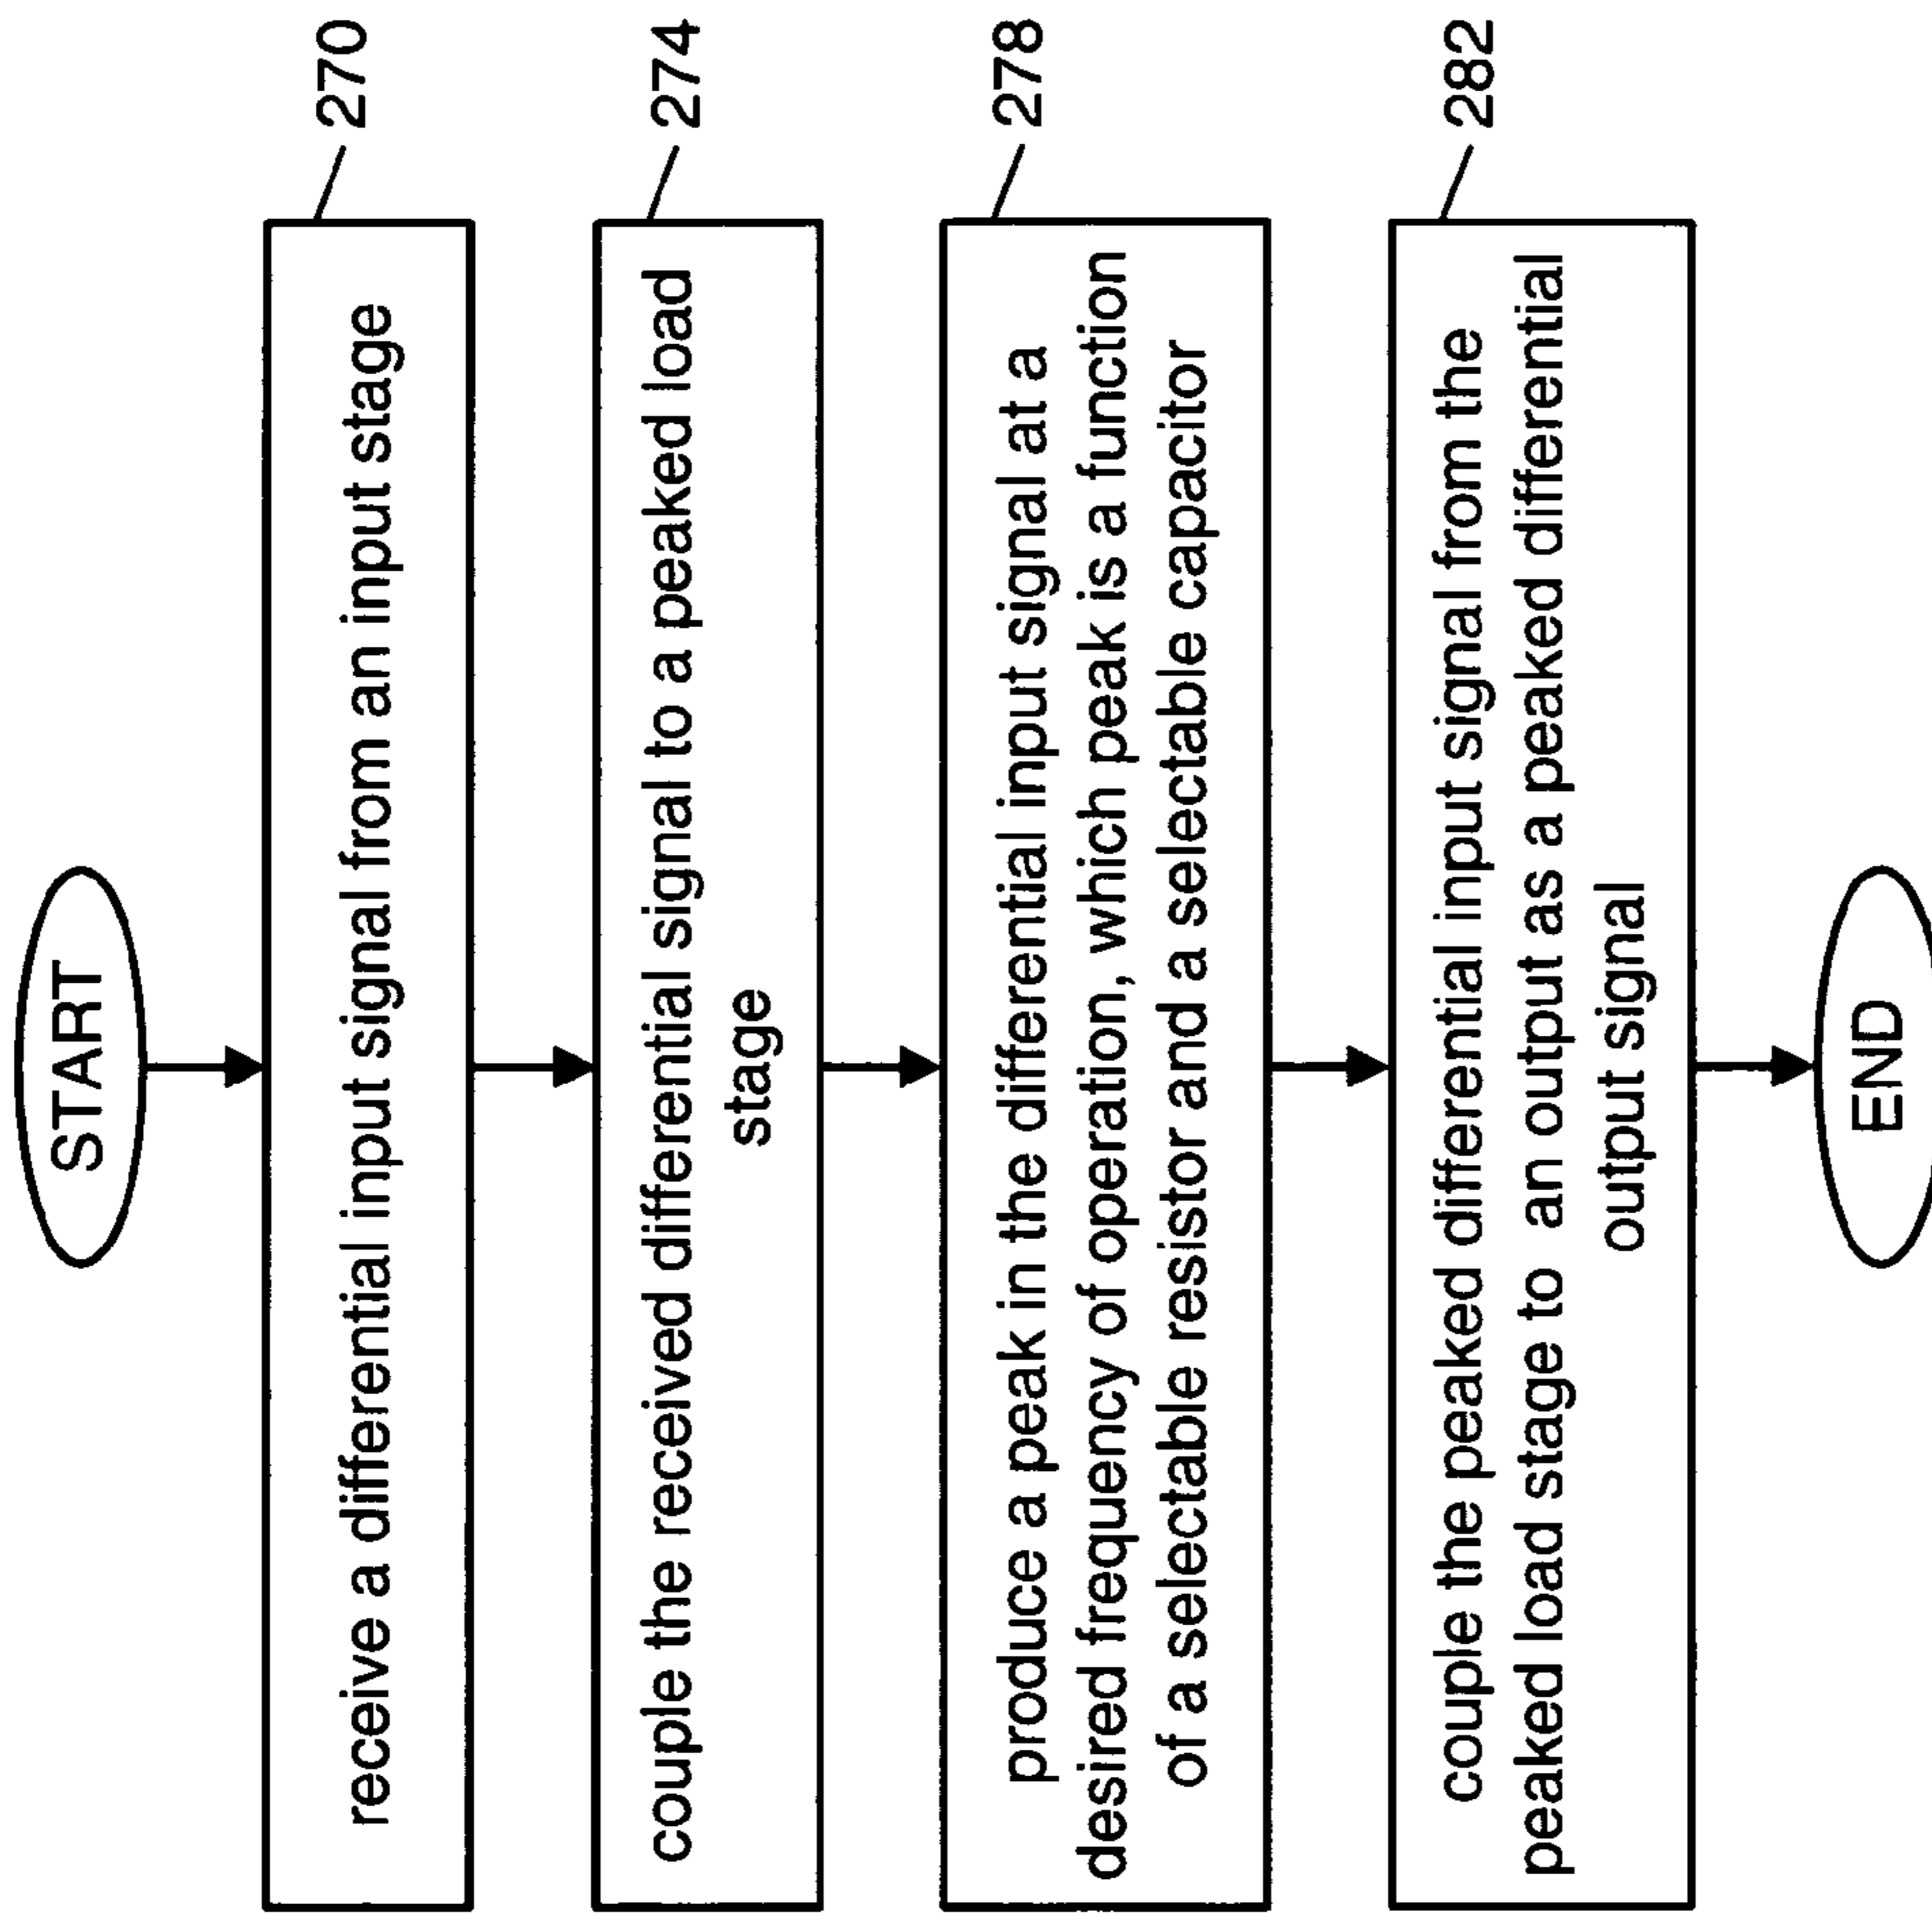 START
receive a differential input signal from an input stage
270
couple the received differential signal to a peaked load
stage
274
produce a peak in the differential input signal at a
desired frequency of operation, which peak is a function
of a selectable resistor and a selectable capacitor
278
couple the peaked differential input signal from the
peaked load stage to an output as a peaked differential
output signal
282
END